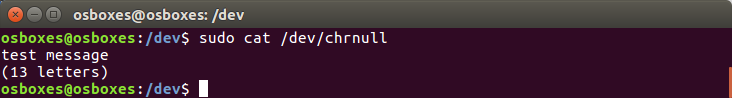 osboxes@osboxes: /dev
osboxes@osboxes:/dev$ sudo cat /dev/chrnull
test message
(13 letters)
osboxes@osboxes:/dev$